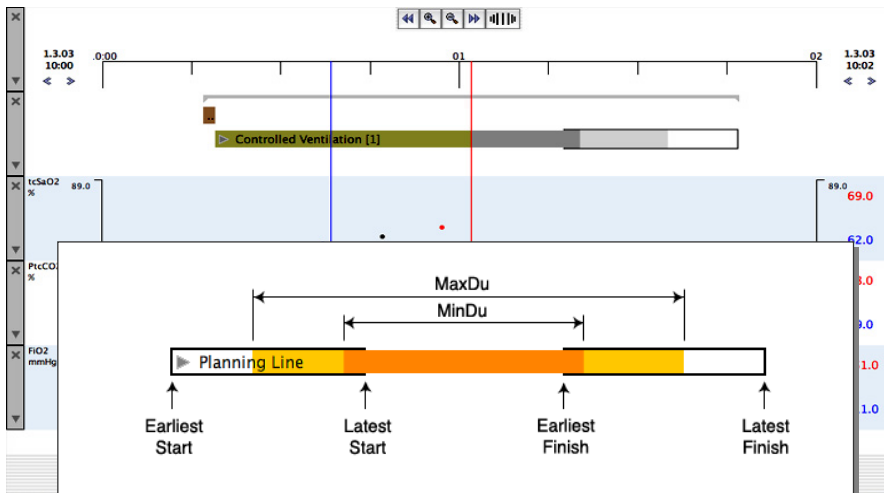 1.3.03
10:00
.0:00
01
02
1.3.03
10:02
..
Controlled Ventilation [1]
tcSaO2
%
89.0
89.0
69.0
62.0
PtcCO
%
3.0
9.0
FiO2
mmHg
1.0
1.0
MaxDu
MinDu
Planning Line
Earliest
Start
Latest
Start
Earliest
Finish
Latest
Finish